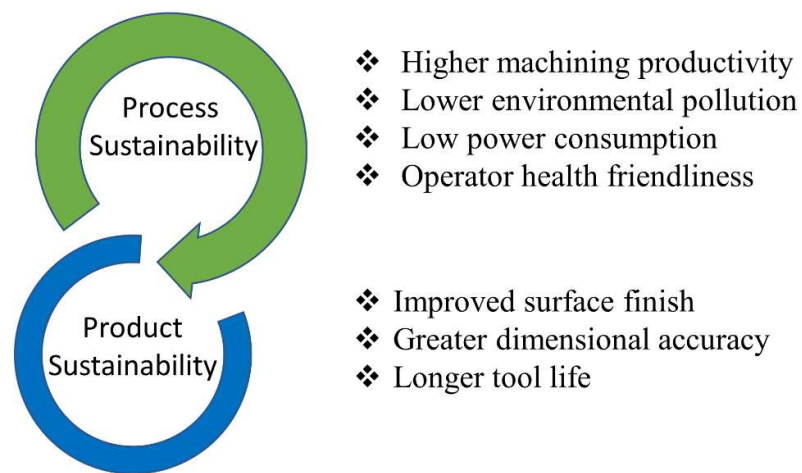 Process
Sustainability
❖ Higher machining productivity
❖ Lower environmental pollution
❖ Low power consumption
❖ Operator health friendliness
Product
Sustainability
❖ Improved surface finish
❖ Greater dimensional accuracy
❖ Longer tool life